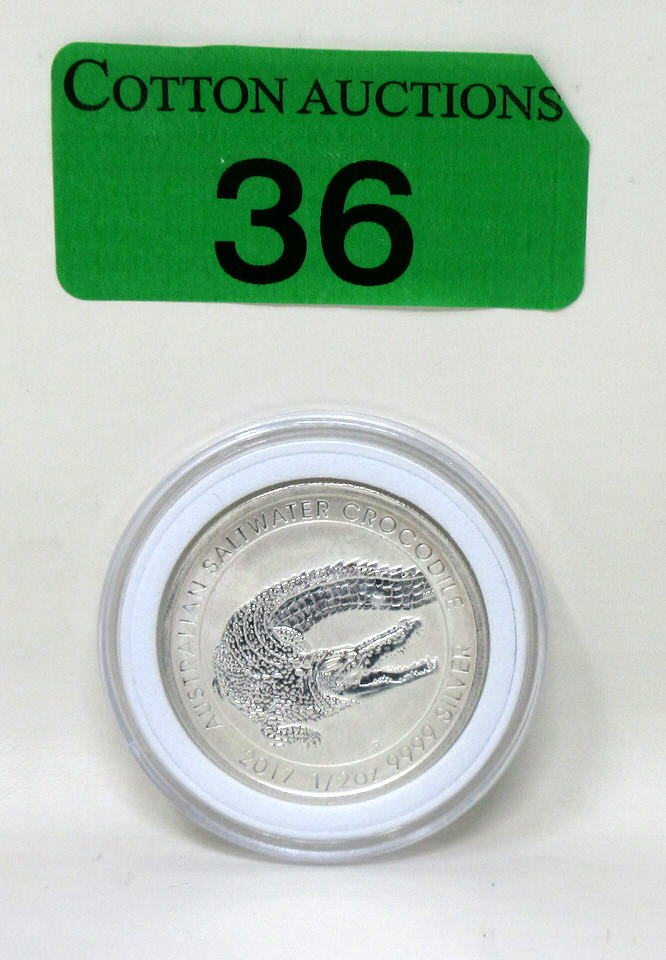 COTTON AUCTIONS
36
AUSTRALIAN SALTWATER CROCODILE
2017 1/2oz 9999 SILVER
P